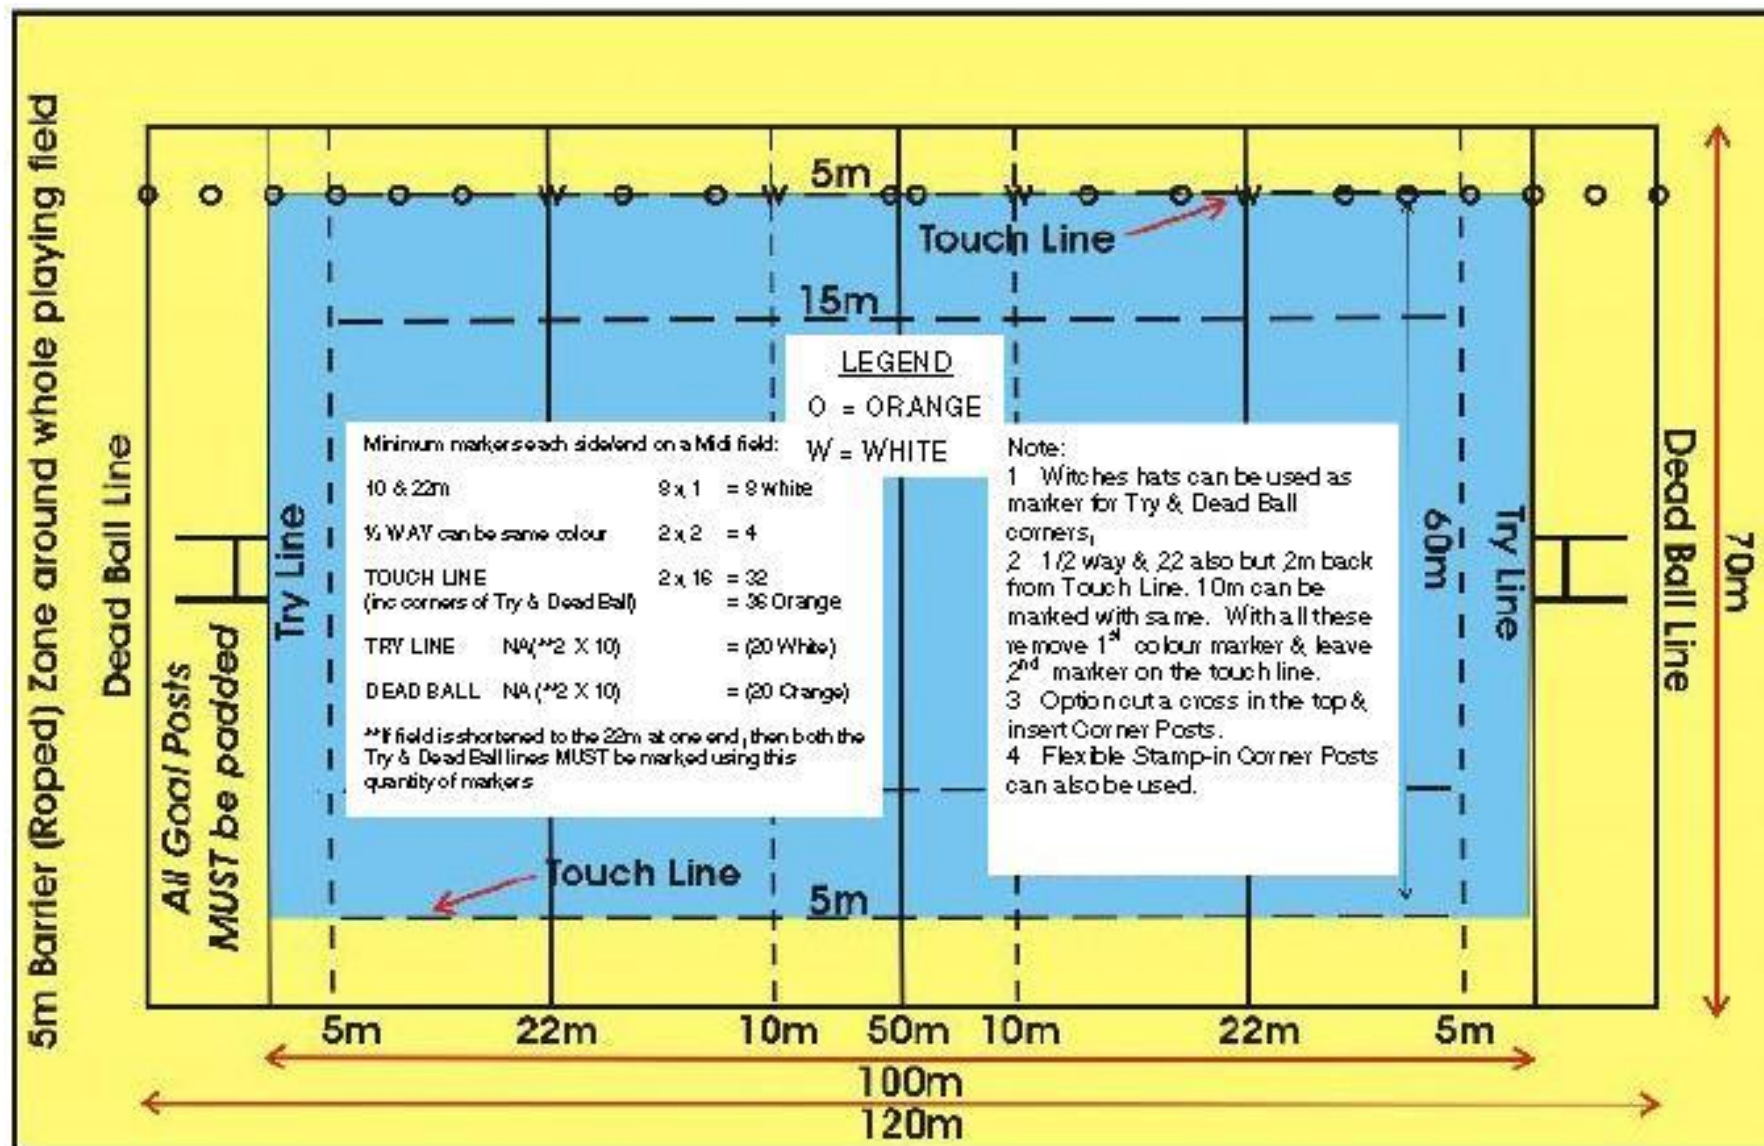 5m Barrier (Roped) Zone around whole playing field
Dead Ball Line
All Goal Posts
MUST be padded
Try Line
5m
Touch Line
15m
LEGEND
O = ORANGE
W = WHITE
Minimum markers each side/end on a Midi field:
10 & 22m 8 x 1 = 8 white
½ WAY can be same colour 2 x 2 = 4
TOUCH LINE 2 x 16 = 32
(inc corners of Try & Dead Ball) = 36 Orange
TRY LINE NA(**2 X 10) = (20 White)
DEAD BALL NA (**2 X 10) = (20 Orange)
**If field is shortened to the 22m at one end, then both the
Try & Dead Ball lines MUST be marked using this
quantity of markers
Note:
1 Witches hats can be used as
marker for Try & Dead Ball
corners,
2 1/2 way & 22 also but 2m back
from Touch Line. 10m can be
marked with same. With all these
remove 1st colour marker & leave
2nd marker on the touch line.
3 Option cut a cross in the top &
insert Corner Posts.
4 Flexible Stamp-in Corner Posts
can also be used.
60m
Try Line
Dead Ball Line
70m
Touch Line
5m
5m 22m 10m 50m 10m 22m 5m
100m
120m
O O O O O O W O O W O O W O O W O O O O O O